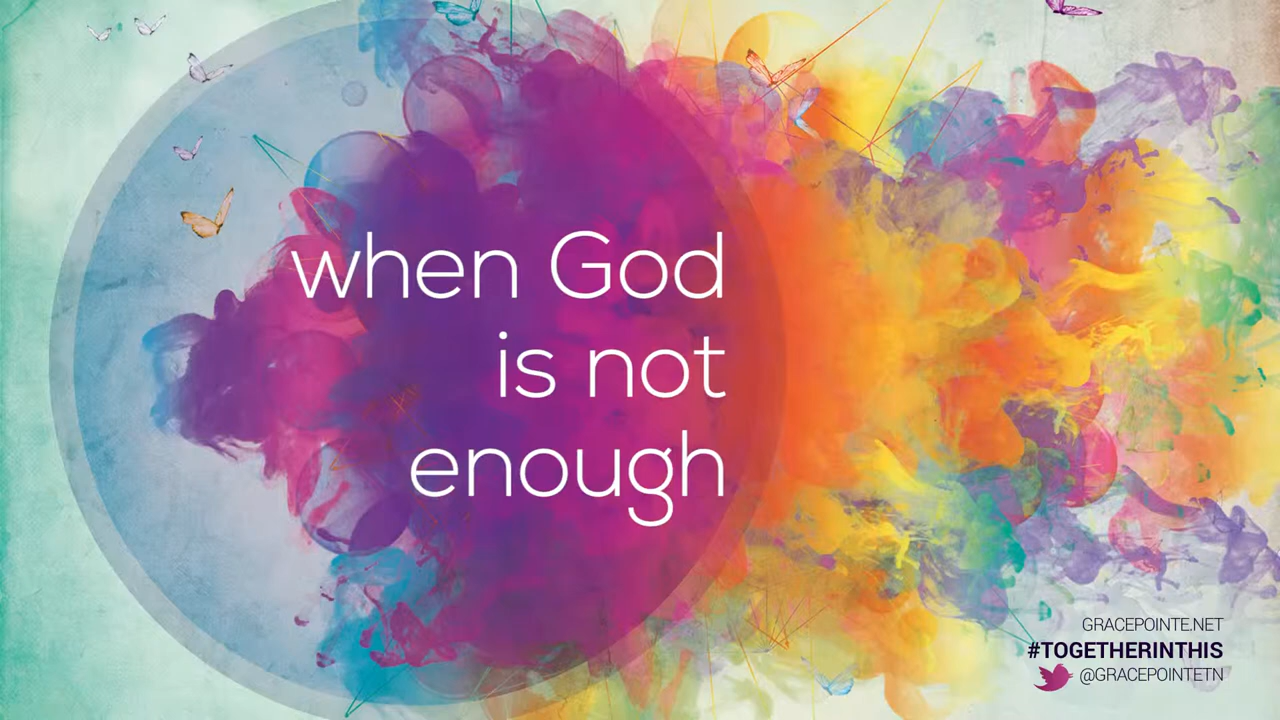 when God
is not
enough
GRACEPOINTE.NET
#TOGETHERINTHIS
@GRACEPOINTETN